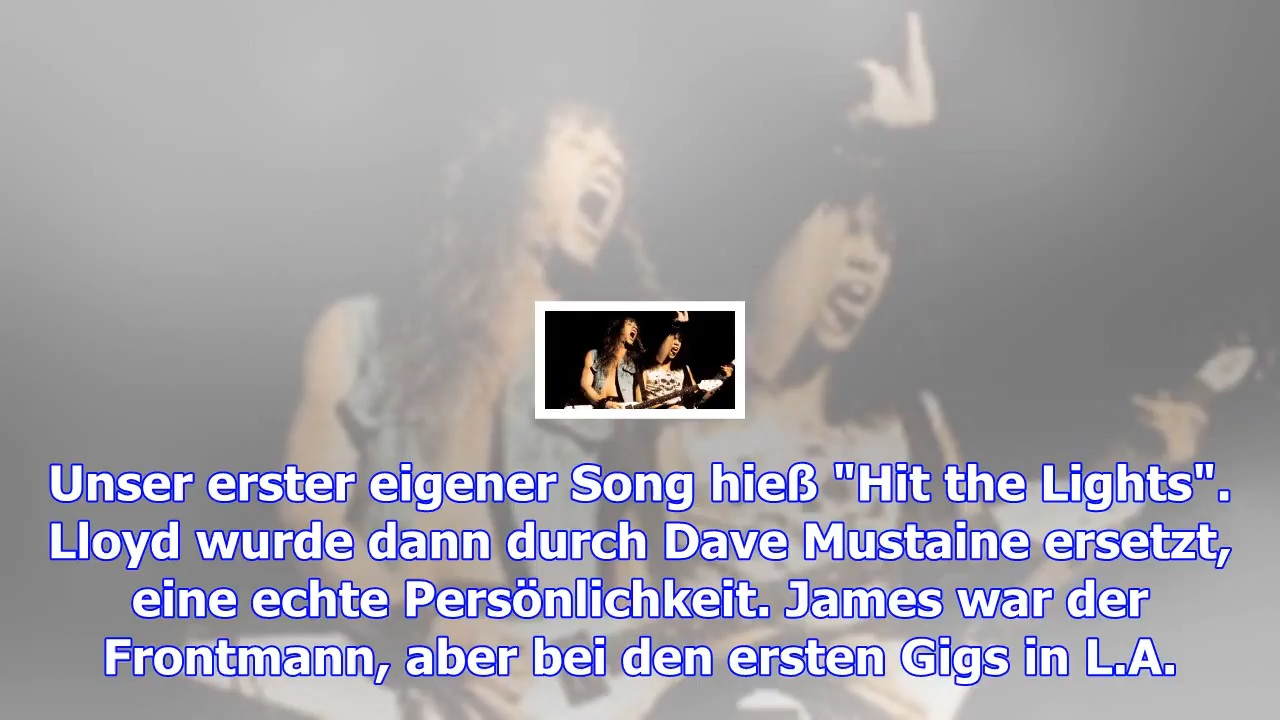 Unser erster eigener Song hieß "Hit the Lights".
Lloyd wurde dann durch Dave Mustaine ersetzt,
eine echte Persönlichkeit. James war der
Frontmann, aber bei den ersten Gigs in L.A.